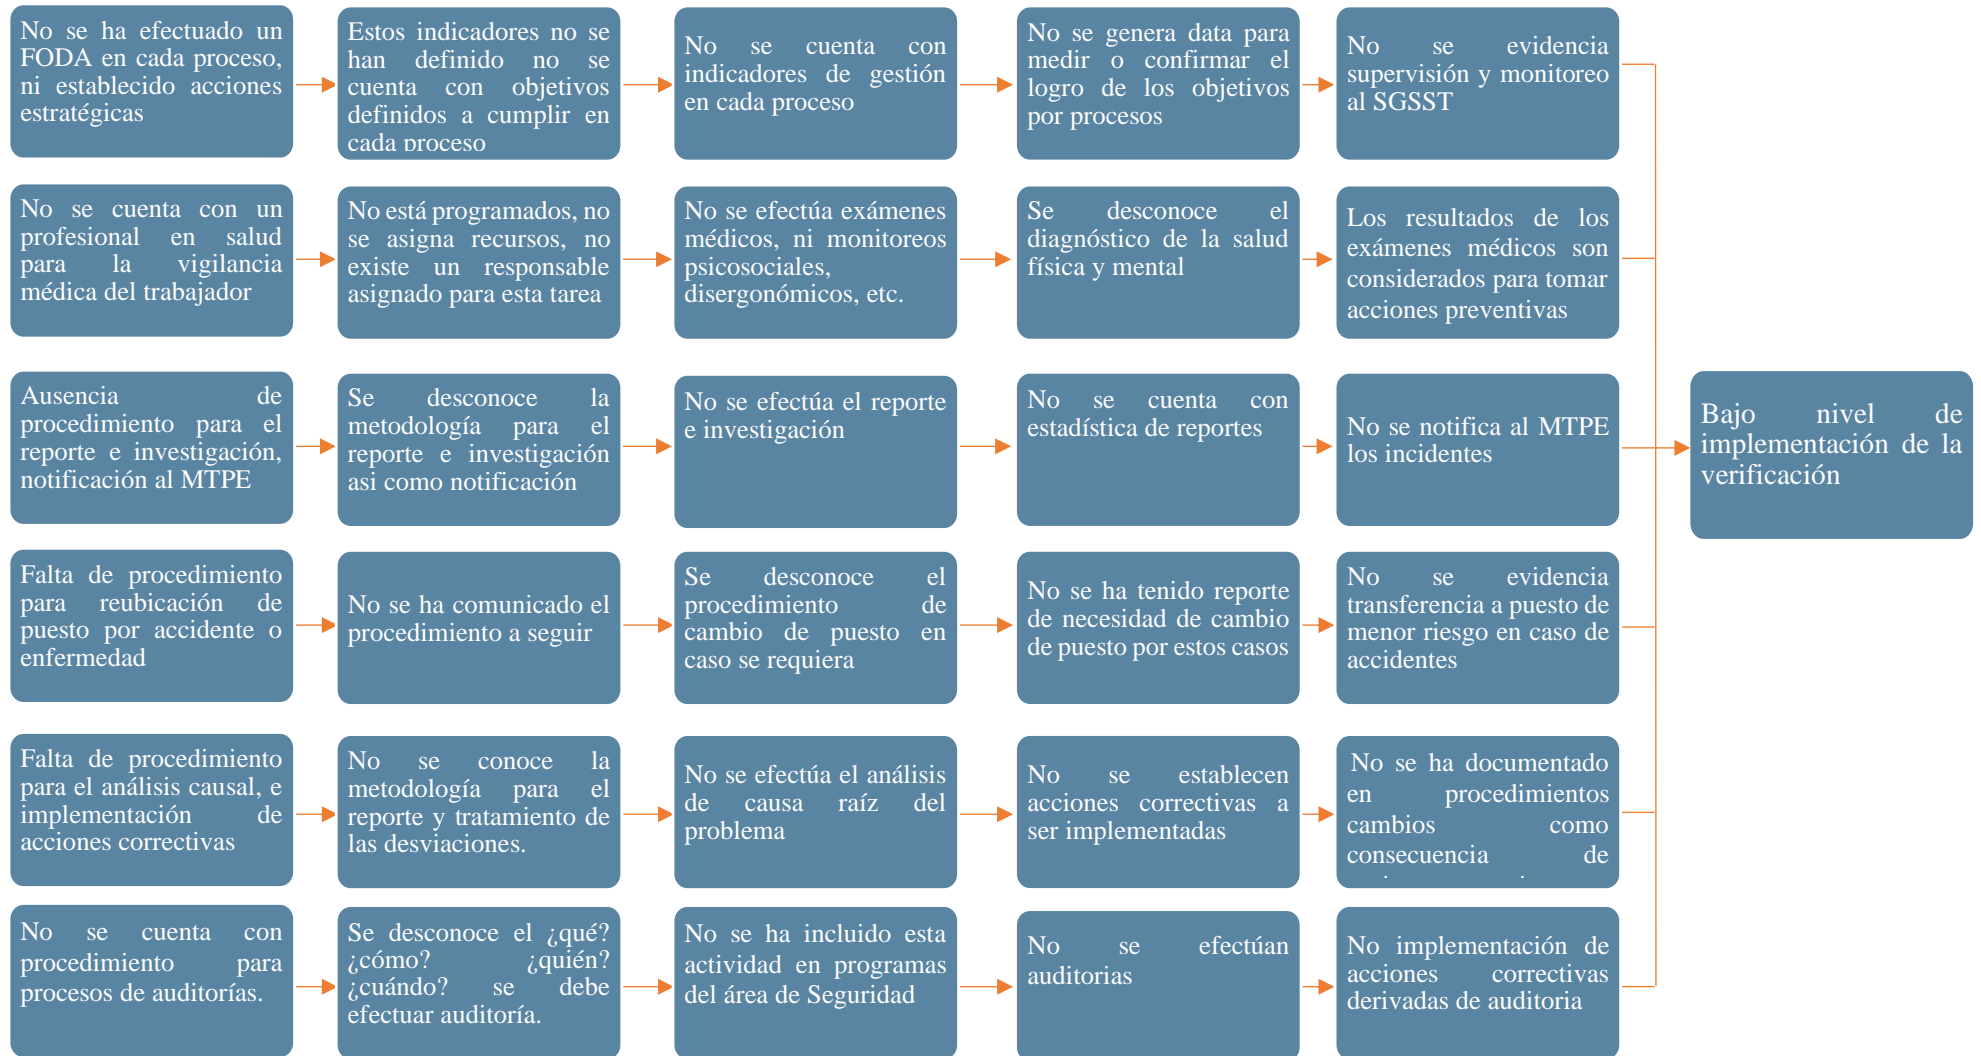 No se ha efectuado un
FODA en cada proceso,
ni establecido acciones
estratégicas
Estos indicadores no se
han definido no se
cuenta con objetivos
definidos a cumplir en
cada proceso
No se cuenta con
indicadores de gestión
en cada proceso
No se genera data para
medir o confirmar el
logro de los objetivos
por procesos
No se evidencia
supervisión y monitoreo
al SGSST
No se cuenta con un
profesional en salud
para la vigilancia
médica del trabajador
No está programados, no
se asigna recursos, no
existe un responsable
asignado para esta tarea
No se efectúa exámenes
médicos, ni monitoreos
psicosociales,
disergonómicos, etc.
Se desconoce el
diagnóstico de la salud
física y mental
Los resultados de los
exámenes médicos son
considerados para tomar
acciones preventivas
Ausencia de
procedimiento para el
reporte e investigación,
notificación al MTPE
Se desconoce la
metodología para el
reporte e investigación
asi como notificación
No se efectúa el reporte
e investigación
No se cuenta con
estadística de reportes
No se notifica al MTPE
los incidentes
Bajo nivel de
implementación de la
verificación
Falta de procedimiento
para reubicación de
puesto por accidente o
enfermedad
No se ha comunicado el
procedimiento a seguir
Se desconoce el
procedimiento de
cambio de puesto en
caso se requiera
No se ha tenido reporte
de necesidad de cambio
de puesto por estos casos
No se evidencia
transferencia a puesto de
menor riesgo en caso de
accidentes
Falta de procedimiento
para el análisis causal, e
implementación de
acciones correctivas
No se conoce la
metodología para el
reporte y tratamiento de
las desviaciones.
No se efectúa el análisis
de causa raíz del
problema
No se establecen
acciones correctivas a
ser implementadas
No se ha documentado
en procedimientos
cambios como
consecuencia de
No se cuenta con
procedimiento para
procesos de auditorías.
Se desconoce el ¿qué?
¿cómo? ¿quién?
¿cuándo? se debe
efectuar auditoría.
No se ha incluido esta
actividad en programas
del área de Seguridad
No se efectúan
auditorias
No implementación de
acciones correctivas
derivadas de auditoria